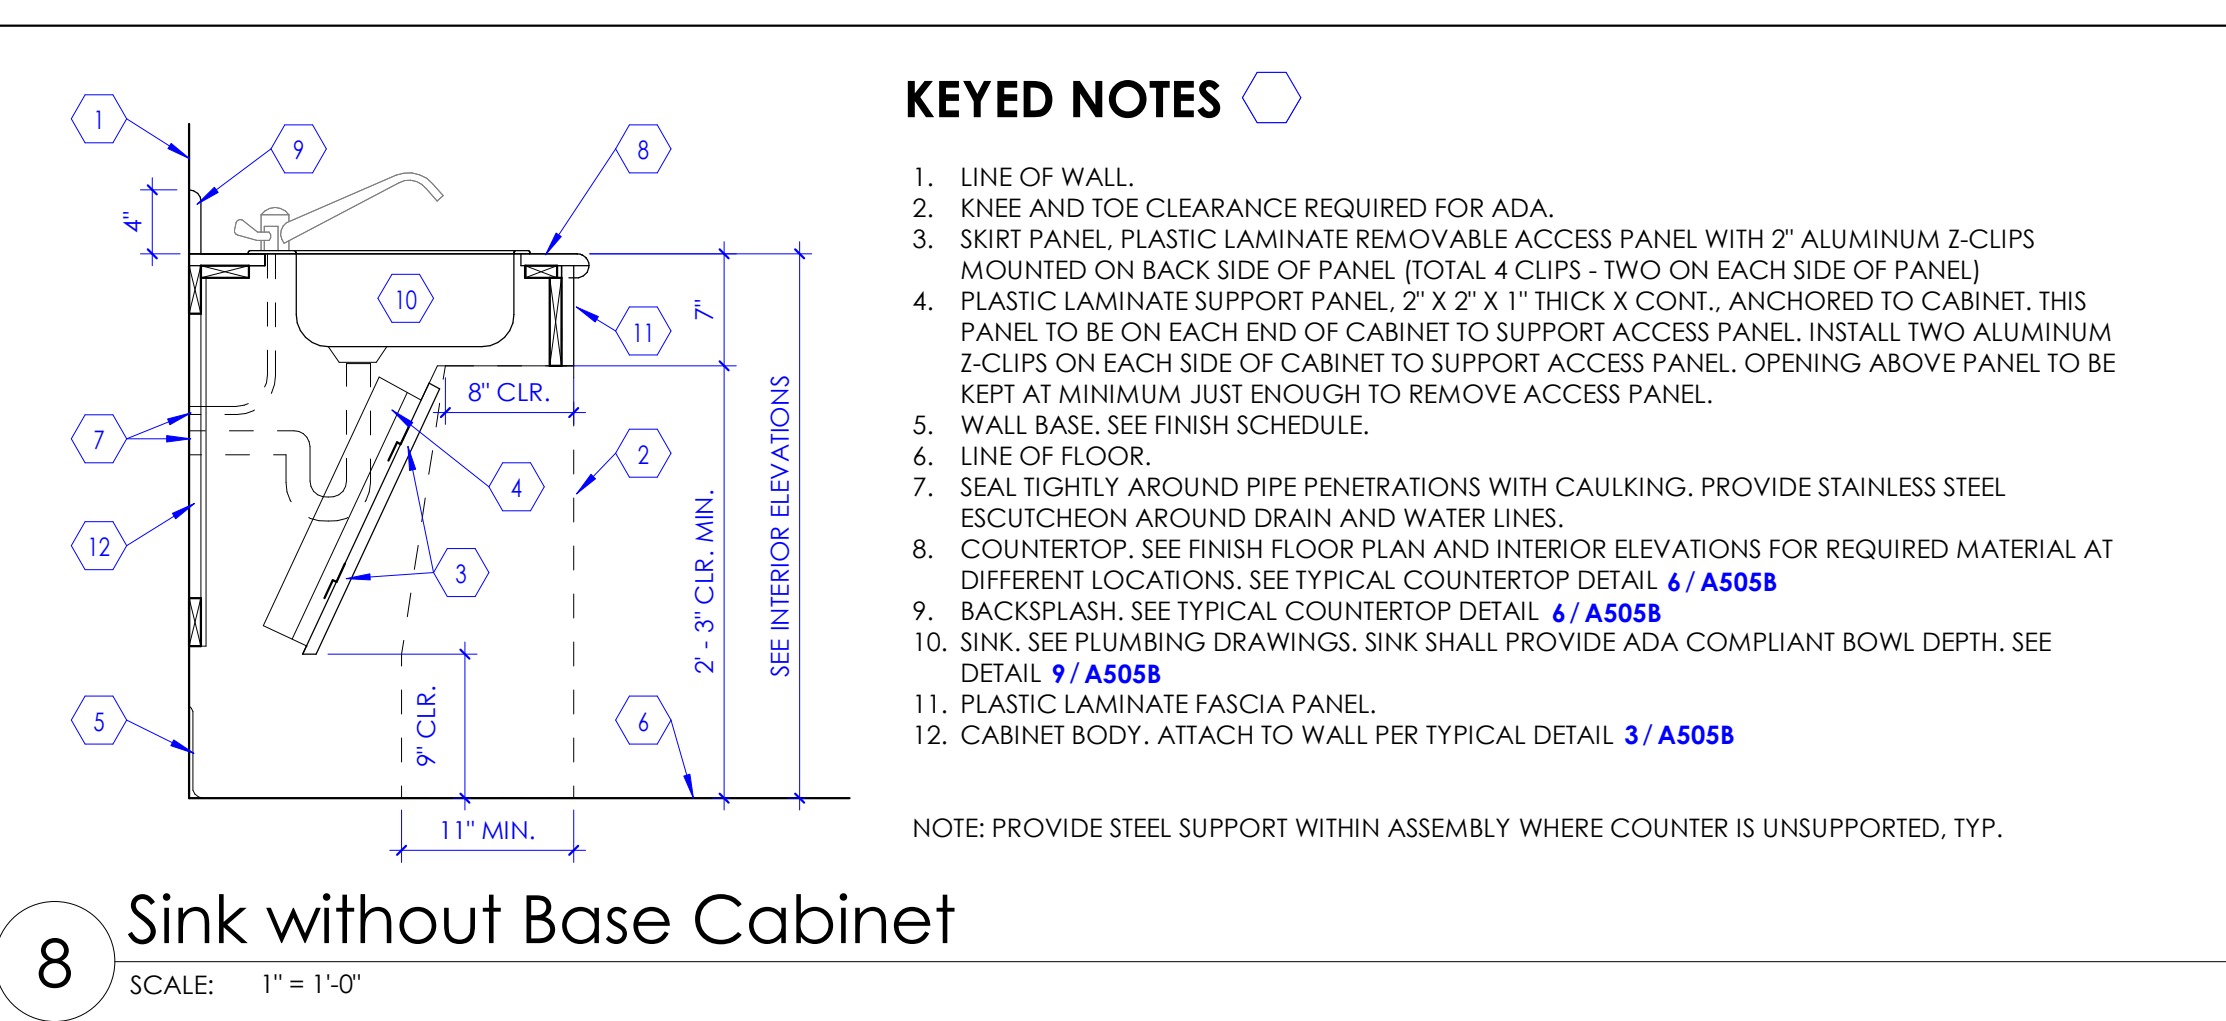 KEYED NOTES
1. LINE OF WALL.
2. KNEE AND TOE CLEARANCE REQUIRED FOR ADA.
3. SKIRT PANEL, PLASTIC LAMINATE REMOVABLE ACCESS PANEL WITH 2" ALUMINUM Z-CLIPS
MOUNTED ON BACK SIDE OF PANEL (TOTAL 4 CLIPS - TWO ON EACH SIDE OF PANEL)
4. PLASTIC LAMINATE SUPPORT PANEL, 2" X 2" X 1" THICK X CONT., ANCHORED TO CABINET. THIS
PANEL TO BE ON EACH END OF CABINET TO SUPPORT ACCESS PANEL. INSTALL TWO ALUMINUM
Z-CLIPS ON EACH SIDE OF CABINET TO SUPPORT ACCESS PANEL. OPENING ABOVE PANEL TO BE
KEPT AT MINIMUM JUST ENOUGH TO REMOVE ACCESS PANEL.
5. WALL BASE. SEE FINISH SCHEDULE.
6. LINE OF FLOOR.
7. SEAL TIGHTLY AROUND PIPE PENETRATIONS WITH CAULKING. PROVIDE STAINLESS STEEL
ESCUTCHEON AROUND DRAIN AND WATER LINES.
8. COUNTERTOP. SEE FINISH FLOOR PLAN AND INTERIOR ELEVATIONS FOR REQUIRED MATERIAL AT
DIFFERENT LOCATIONS. SEE TYPICAL COUNTERTOP DETAIL 6 / A505B
9. BACKSPLASH. SEE TYPICAL COUNTERTOP DETAIL 6 / A505B
10. SINK. SEE PLUMBING DRAWINGS. SINK SHALL PROVIDE ADA COMPLIANT BOWL DEPTH. SEE
DETAIL 9 / A505B
11. PLASTIC LAMINATE FASCIA PANEL.
12. CABINET BODY. ATTACH TO WALL PER TYPICAL DETAIL 3 / A505B
NOTE: PROVIDE STEEL SUPPORT WITHIN ASSEMBLY WHERE COUNTER IS UNSUPPORTED, TYP.
1
9
8
4"
10
7"
11
8" CLR.
7
2
4
12
3
2' - 3" CLR. MIN.
SEE INTERIOR ELEVATIONS
9" CLR.
5
6
11" MIN.
8
Sink without Base Cabinet
SCALE: 1" = 1'-0"